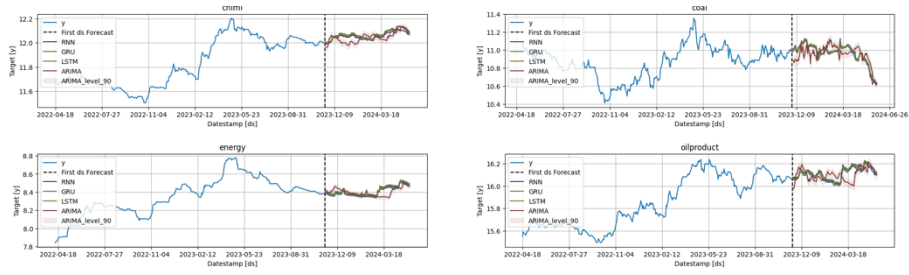 chimi
12.2
12.0
11.8
11.6
Target [y]
y
First ds Forecast
RNN
GRU
LSTM
ARIMA
ARIMA_level_90
2022-04-18 2022-07-27 2022-11-04 2023-02-12 2023-05-23 2023-08-31 2023-12-09 2024-03-18
Datestamp [ds]
coal
11.4
11.2
11.0
10.8
10.6
10.4
Target [y]
y
First ds Forecast
RNN
GRU
LSTM
ARIMA
ARIMA_level_90
2022-04-18 2022-07-27 2022-11-04 2023-02-12 2023-05-23 2023-08-31 2023-12-09 2024-03-18 2024-06-26
Datestamp [ds]
energy
8.8
8.6
8.4
8.2
8.0
7.8
Target [y]
y
First ds Forecast
RNN
GRU
LSTM
ARIMA
ARIMA_level_90
2022-04-18 2022-07-27 2022-11-04 2023-02-12 2023-05-23 2023-08-31 2023-12-19 2024-03-18
Datestamp [ds]
oilproduct
16.2
16.0
15.8
15.6
Target [y]
y
First ds Forecast
RNN
GRU
LSTM
ARIMA
ARIMA_level_90
2022-04-18 2022-07-27 2022-11-04 2023-02-12 2023-05-23 2023-08-31 2023-12-09 2024-03-18
Datestamp [ds]